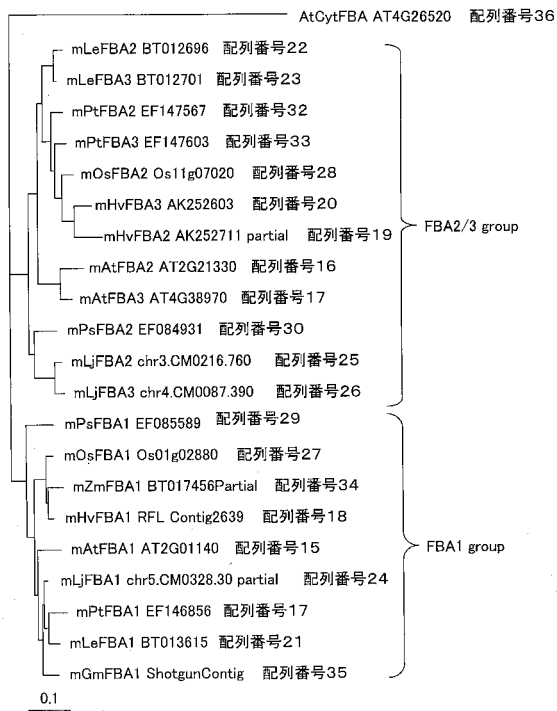 AtCytFBA AT4G26520 配列番号36
mLeFBA2 BT012696 配列番号22
mLeFBA3 BT012701 配列番号23
mPtFBA2 EF147567 配列番号32
mPtFBA3 EF147603 配列番号33
mOsFBA2 Os11g07020 配列番号28
mHvFBA3 AK252603 配列番号20
mHvFBA2 AK252711 partial 配列番号19
FBA2/3 group
mAtFBA2 AT2G21330 配列番号16
mAtFBA3 AT4G38970 配列番号17
mPsFBA2 EF084931 配列番号30
mLjFBA2 chr3.CM0216.760 配列番号25
mLjFBA3 chr4.CM0087.390 配列番号26
mPsFBA1 EF085589 配列番号29
mOsFBA1 Os01g02880 配列番号27
mZmFBA1 BT017456Partial 配列番号34
mHvFBA1 RFL Contig2639 配列番号18
mAtFBA1 AT2G01140 配列番号15
FBA1 group
mLjFBA1 chr5.CM0328.30 partial 配列番号24
mPtFBA1 EF146856 配列番号17
mLeFBA1 BT013615 配列番号21
mGmFBA1 ShotgunContig 配列番号35
0.1